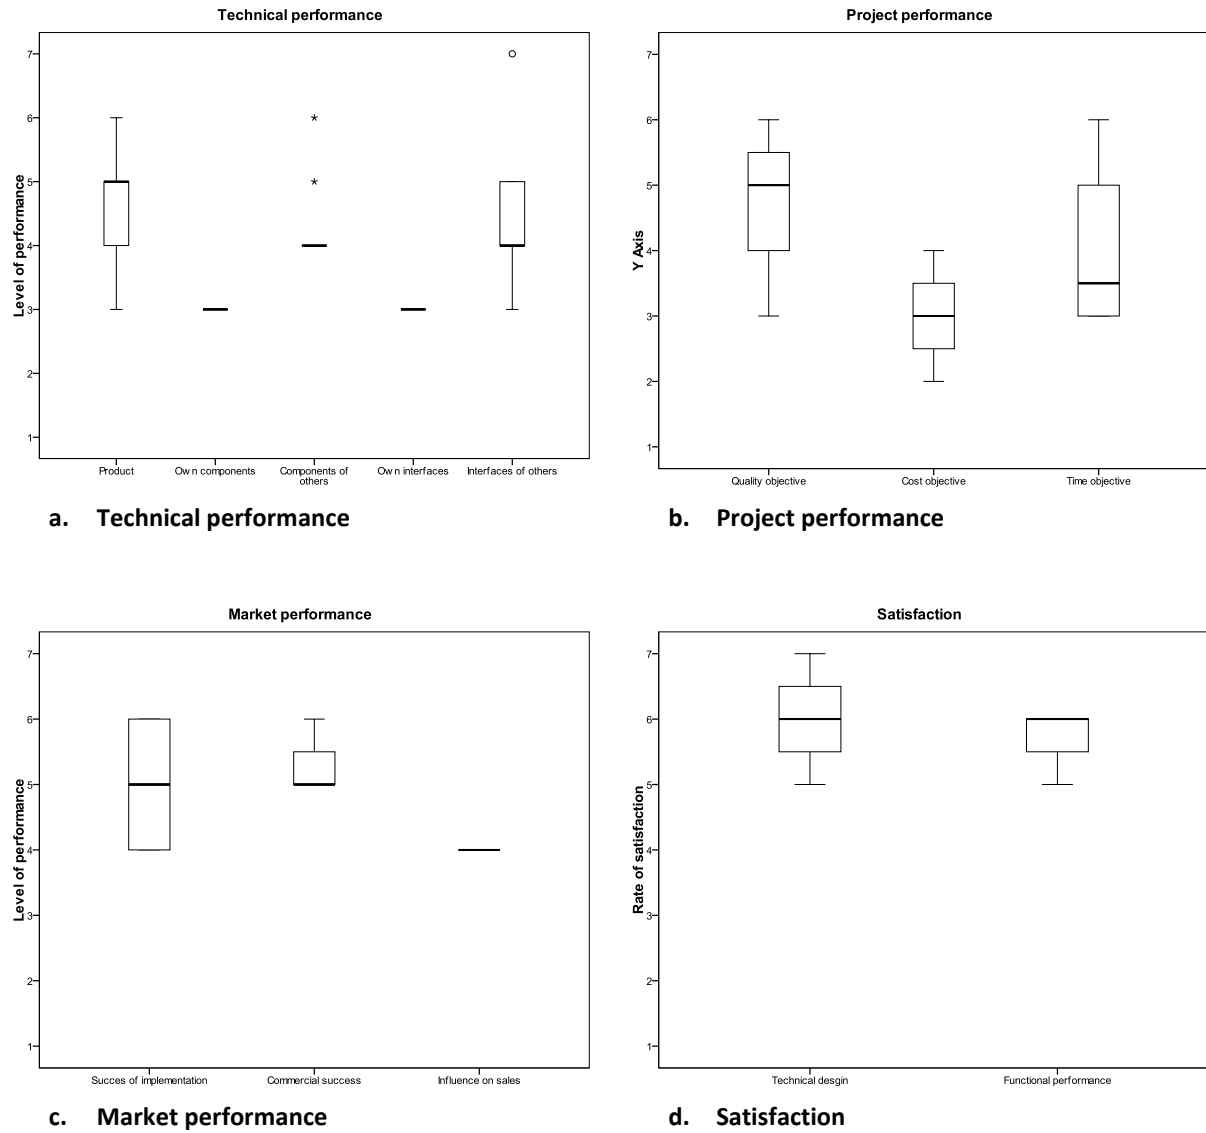 Technical performance
Level of performance
7
6
5
4
3
2
1
Product
Own components
Components of
others
Own interfaces
Interfaces of others
a. Technical performance
Project performance
Y Axis
7
6
5
4
3
2
1
Quality objective
Cost objective
Time objective
b. Project performance
Market performance
Level of performance
7
6
5
4
3
2
1
Succes of implementation
Commercial success
Influence on sales
c. Market performance
Satisfaction
Rate of satisfaction
7
6
5
4
3
2
1
Technical desgin
Functional performance
d. Satisfaction